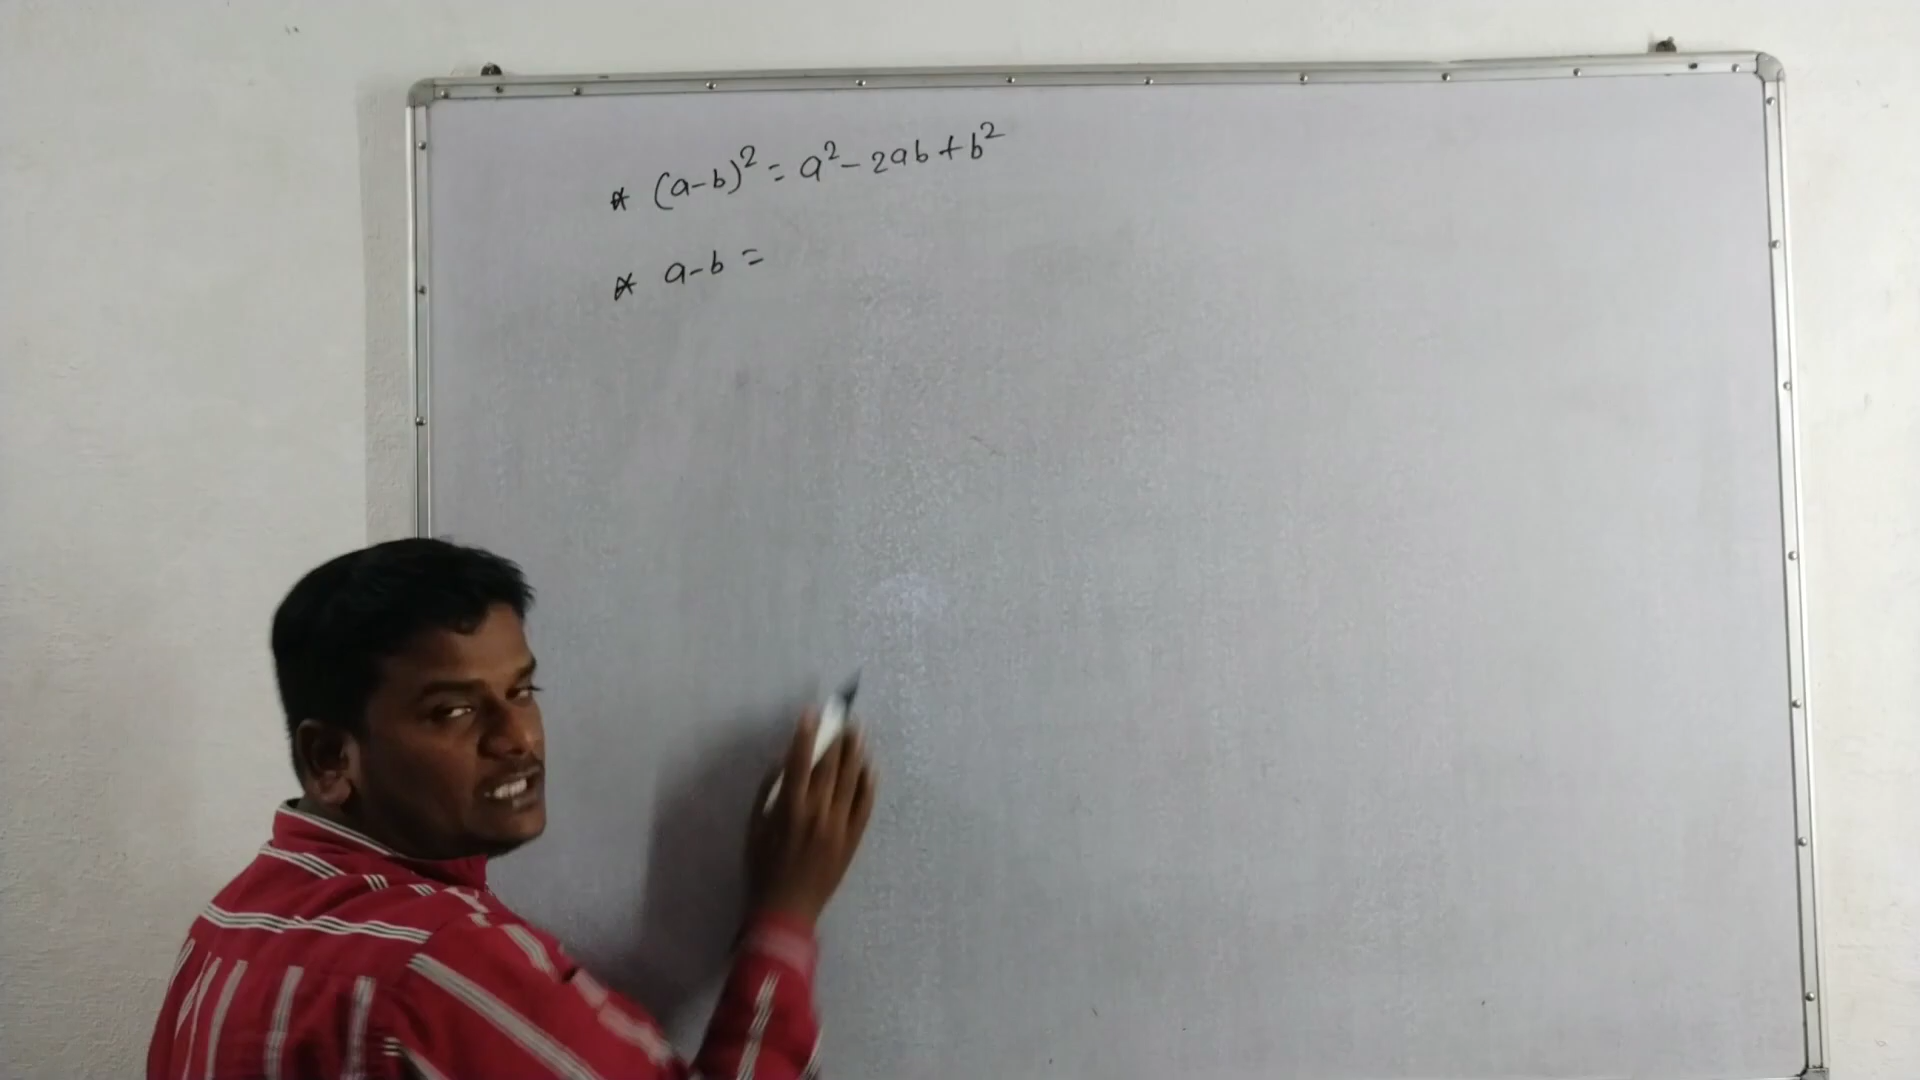 * (a-b)² = a² - 2ab + b²
* a-b =